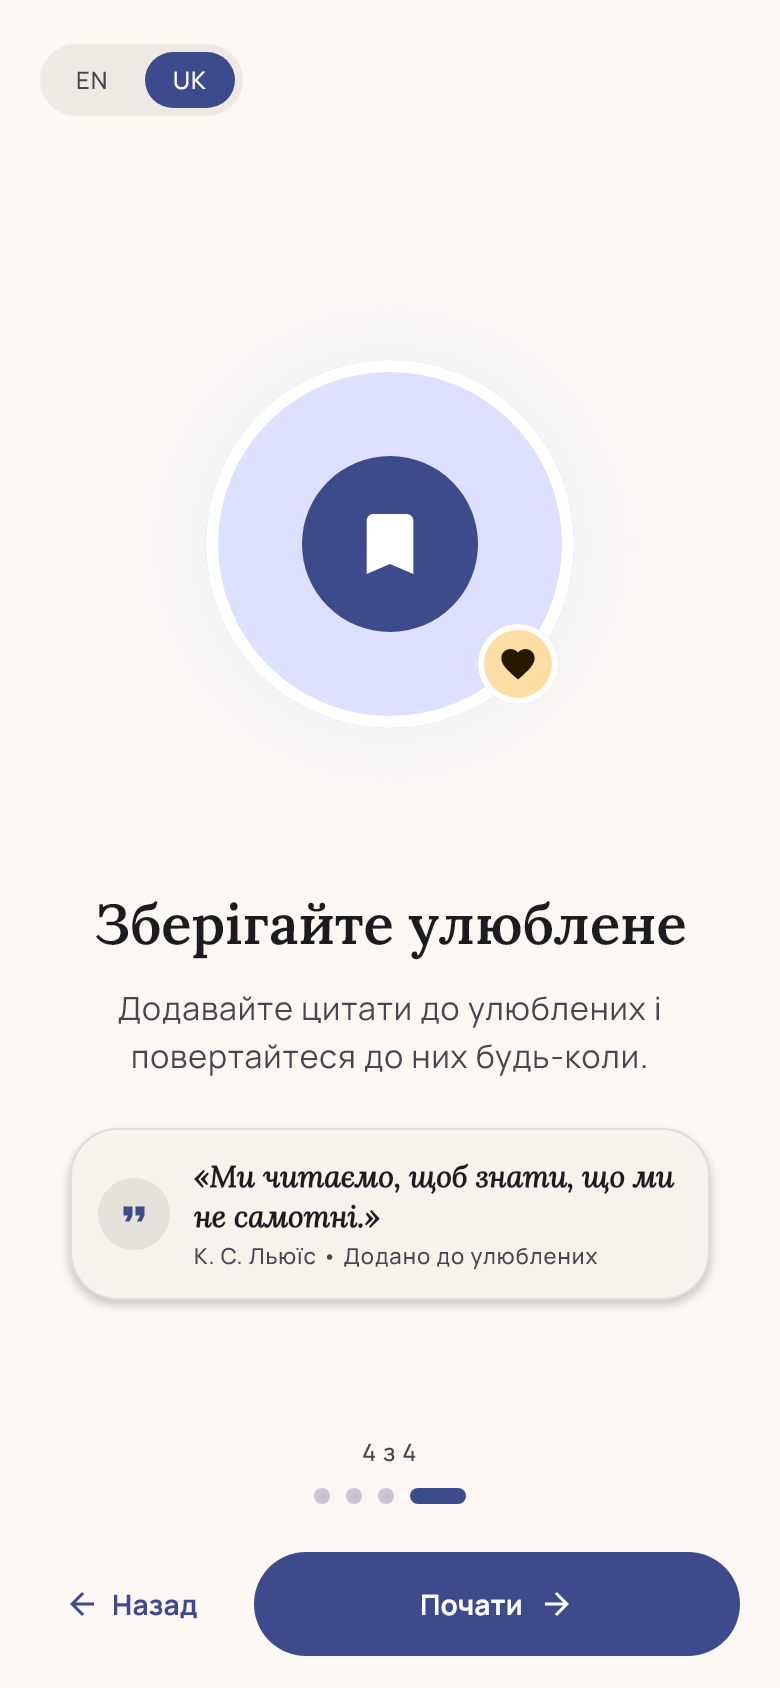 EN
UK
Зберігайте улюблене
Додавайте цитати до улюблених і
повертайтеся до них будь-коли.
«Ми читаємо, щоб знати, що ми
не самотні.»
К. С. Льюїс • Додано до улюблених
4 з 4
Назад
Почати